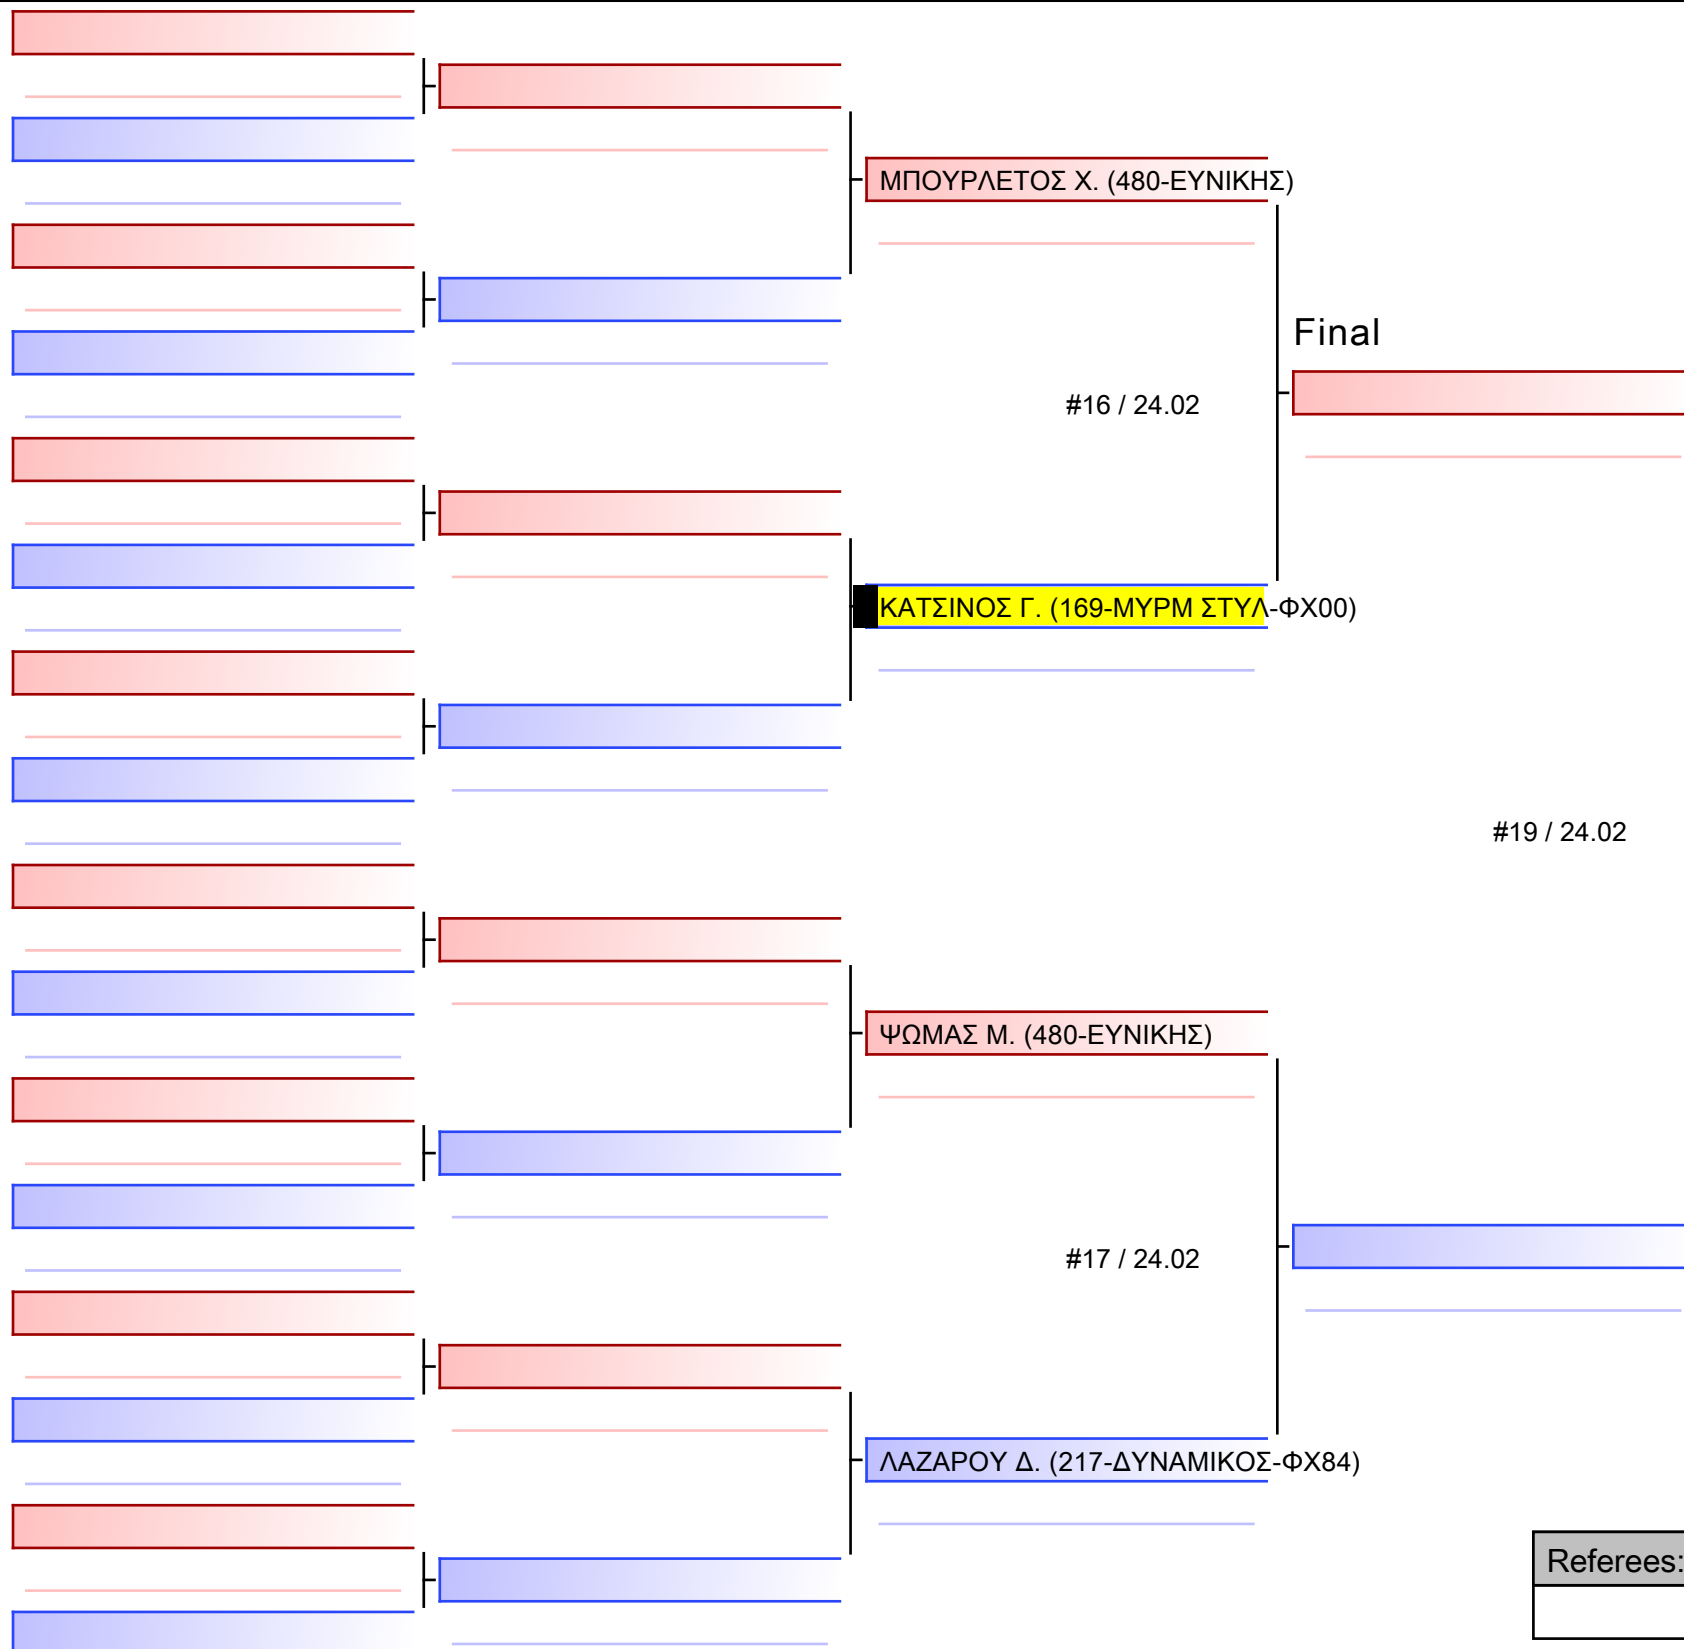 ΜΠΟΥΡΛΕΤΟΣ Χ. (480-ΕΥΝΙΚΗΣ)
Final
#16 / 24.02
ΚΑΤΣΙΝΟΣ Γ. (169-ΜΥΡΜ ΣΤΥΛ-ΦΧ00)
#19 / 24.02
ΨΩΜΑΣ Μ. (480-ΕΥΝΙΚΗΣ)
#17 / 24.02
ΛΑΖΑΡΟΥ Δ. (217-ΔΥΝΑΜΙΚΟΣ-ΦΧ84)
Referees: